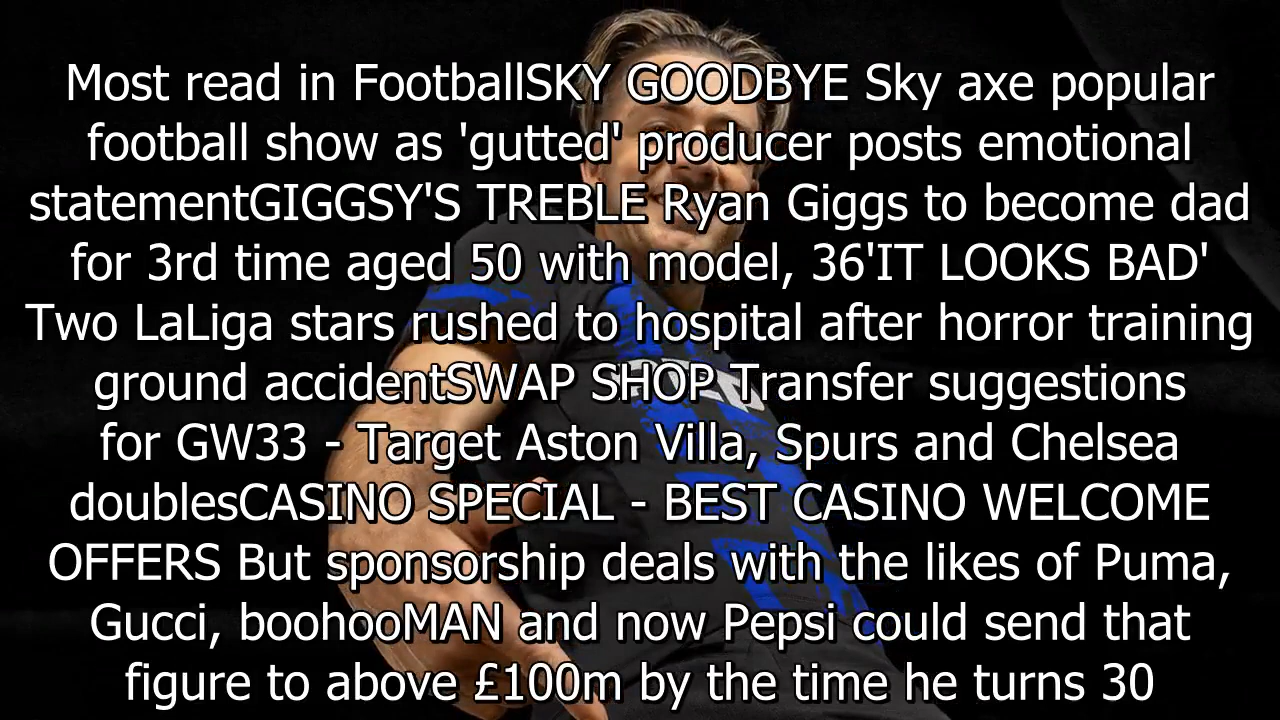 Most read in FootballSKY GOODBYE Sky axe popular
football show as 'gutted' producer posts emotional
statementGIGGSY'S TREBLE Ryan Giggs to become dad
for 3rd time aged 50 with model, 36'IT LOOKS BAD'
Two LaLiga stars rushed to hospital after horror training
ground accidentSWAP SHOP Transfer suggestions
for GW33 - Target Aston Villa, Spurs and Chelsea
doublesCASINO SPECIAL - BEST CASINO WELCOME
OFFERS But sponsorship deals with the likes of Puma,
Gucci, boohooMAN and now Pepsi could send that
figure to above £100m by the time he turns 30